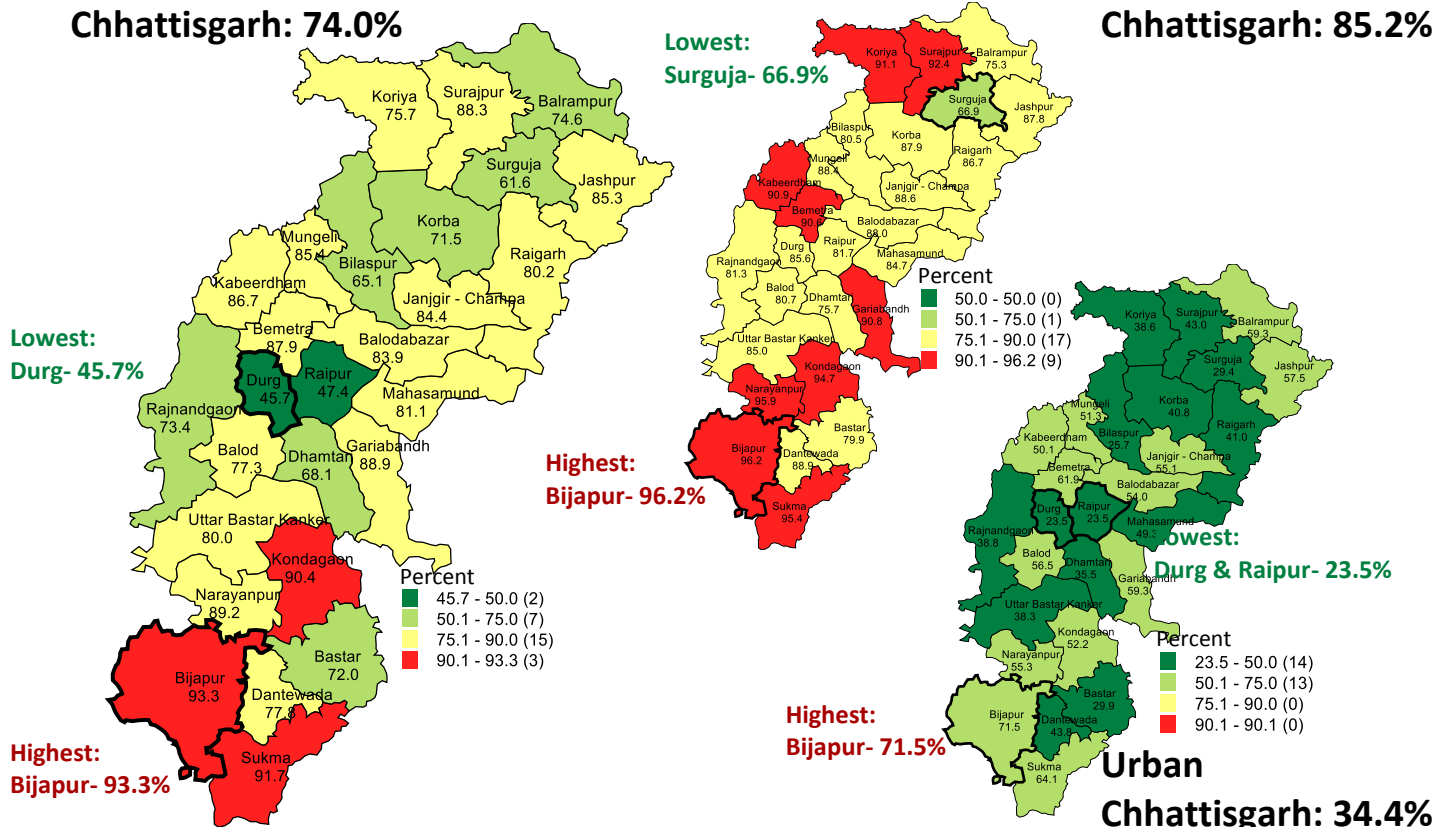 Chhattisgarh: 74.0%
Koriya
75.7
Surajpur
88.3
Balrampur
74.6
Surguja
61.6
Jashpur
85.3
Korba
71.5
Mungeli
85.4
Bilaspur
65.1
Raigarh
80.2
Kabeerdham
86.7
Janjgir - Champa
84.4
Bemetra
87.9
Balodabazar
83.9
Lowest:
Durg- 45.7%
Durg
45.7
Raipur
47.4
Mahasamund
81.1
Rajnandgaon
73.4
Balod
77.3
Dhamtari
68.1
Gariabandh
88.9
Uttar Bastar Kanker
80.0
Kondagaon
90.4
Narayanpur
89.2
Bastar
72.0
Bijapur
93.3
Dantewada
77.8
Sukma
91.7
Highest:
Bijapur- 93.3%
Percent
45.7 - 50.0 (2)
50.1 - 75.0 (7)
75.1 - 90.0 (15)
90.1 - 93.3 (3)
Chhattisgarh: 85.2%
Lowest:
Surguja- 66.9%
Koriya
91.1
Surajpur
92.4
Balrampur
75.3
Surguja
66.9
Jashpur
87.8
Bilaspur
80.5
Korba
87.9
Raigarh
86.7
Mungeli
88.4
Kabeerdham
90.9
Janjgir - Champa
88.6
Bemetra
90.6
Balodabazar
88.0
Durg
85.6
Raipur
81.7
Mahasamund
84.7
Rajnandgaon
81.3
Balod
80.7
Dhamtari
75.7
Gariabandh
90.8
Uttar Bastar Kanker
85.0
Kondagaon
94.7
Narayanpur
95.9
Bastar
79.9
Bijapur
96.2
Dantewada
88.9
Sukma
95.4
Highest:
Bijapur- 96.2%
Percent
50.0 - 50.0 (0)
50.1 - 75.0 (1)
75.1 - 90.0 (17)
90.1 - 96.2 (9)
Koriya
38.6
Surajpur
43.0
Balrampur
59.3
Surguja
29.4
Jashpur
57.5
Korba
40.8
Mungeli
51.3
Raigarh
41.0
Bilaspur
25.7
Kabeerdham
50.1
Janjgir - Champa
55.1
Bemetra
61.9
Balodabazar
54.0
Durg
23.5
Raipur
23.5
Mahasamund
49.3
Rajnandgaon
38.8
Lowest:
Durg & Raipur- 23.5%
Balod
56.5
Dhamtari
35.5
Gariabandh
59.3
Uttar Bastar Kanker
38.3
Kondagaon
52.2
Narayanpur
55.3
Bastar
29.9
Bijapur
71.5
Dantewada
43.8
Sukma
64.1
Highest:
Bijapur- 71.5%
Percent
23.5 - 50.0 (14)
50.1 - 75.0 (13)
75.1 - 90.0 (0)
90.1 - 90.1 (0)
Urban
Chhattisgarh: 34.4%